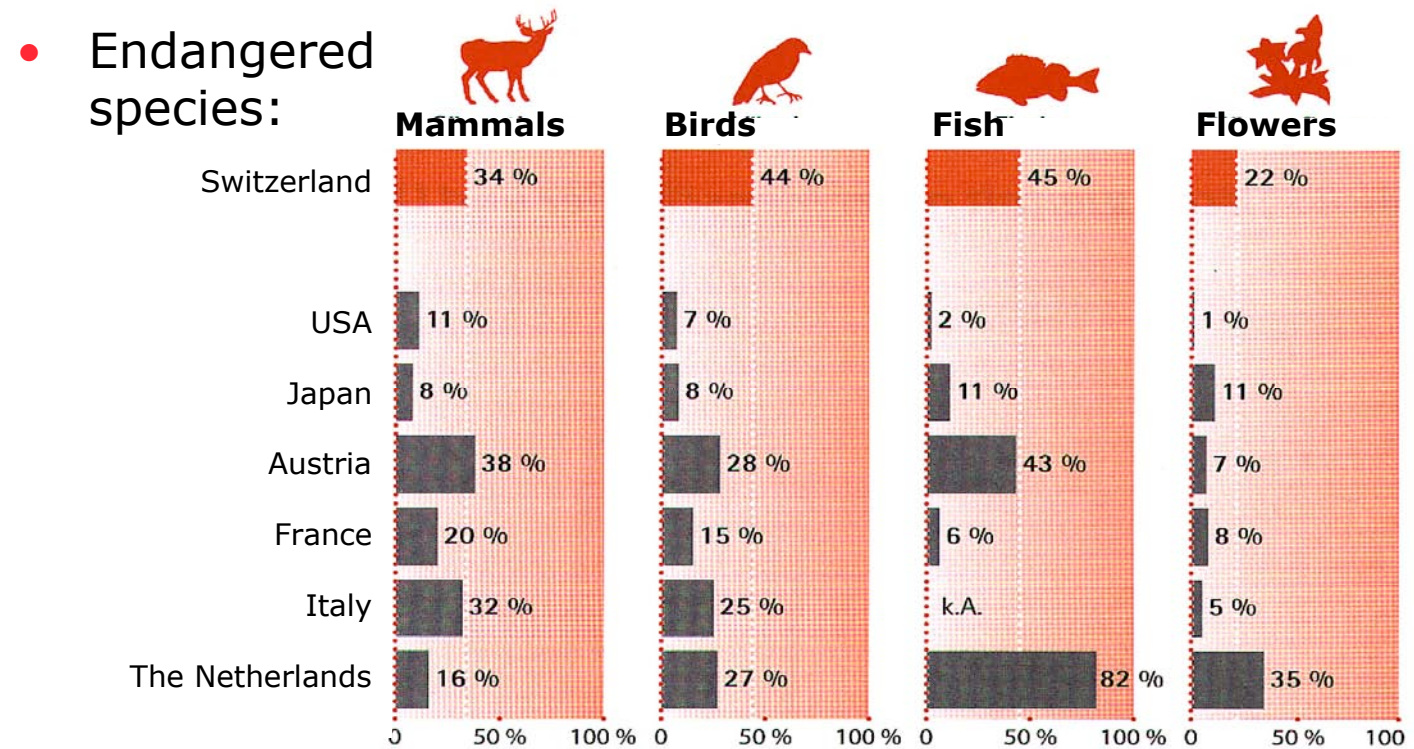 • Endangered
species:
Mammals Birds Fish Flowers
Switzerland 34 % 44 % 45 % 22 %
USA 11 % 7 % 2 % 1 %
Japan 8 % 8 % 11 % 11 %
Austria 38 % 28 % 43 % 7 %
France 20 % 15 % 6 % 8 %
Italy 32 % 25 % k.A. 5 %
The Netherlands 16 % 27 % 82 % 35 %
0 50 % 100 % 0 50 % 100 % 0 50 % 100 % 0 50 % 100